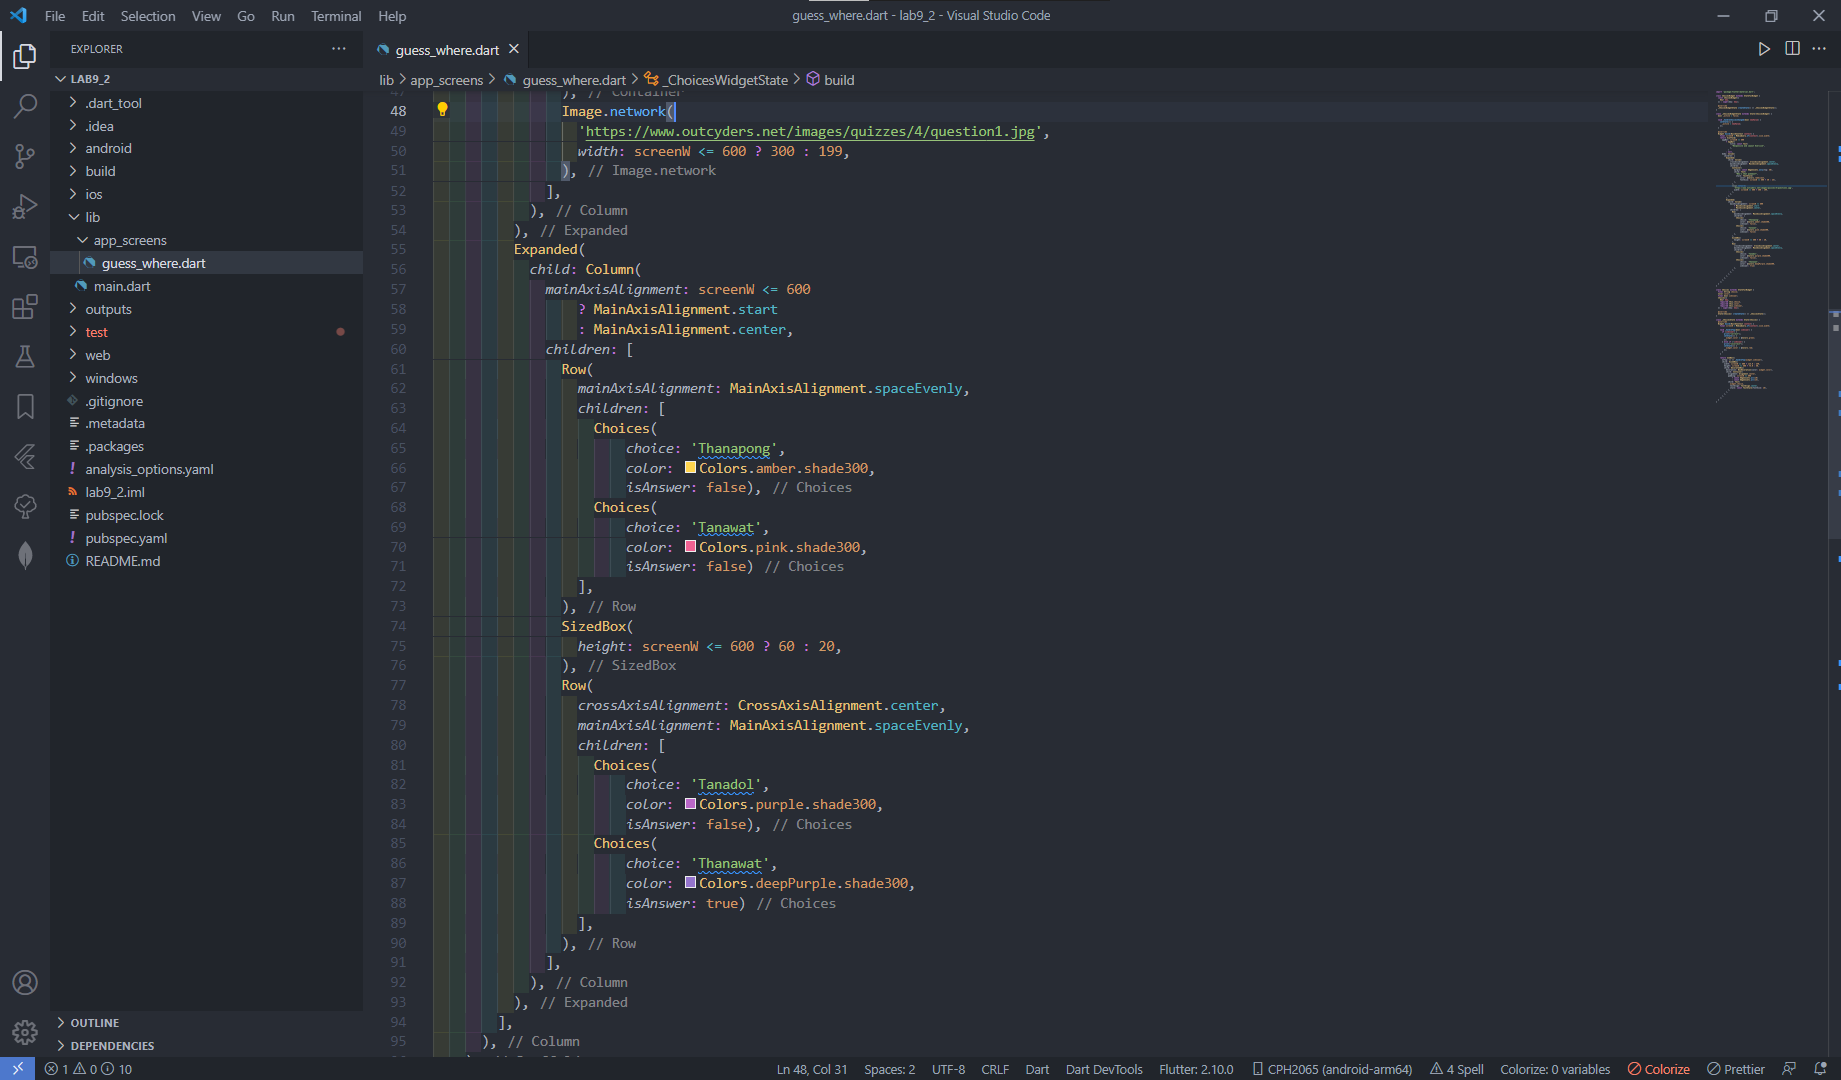 File Edit Selection View Go Run Terminal Help
guess_where.dart - lab9_2 - Visual Studio Code
EXPLORER
guess_where.dart
LAB9_2
lib > app_screens > guess_where.dart > _ChoicesWidgetState > build
.dart_tool
.idea
android
build
ios
lib
app_screens
guess_where.dart
main.dart
outputs
test
web
windows
.gitignore
.metadata
.packages
analysis_options.yaml
lab9_2.iml
pubspec.lock
pubspec.yaml
README.md
OUTLINE
DEPENDENCIES
47 ), // Container
48 Image.network(
49 'https://www.outcyders.net/images/quizzes/4/question1.jpg',
50 width: screenW <= 600 ? 300 : 199,
51 ), // Image.network
52 ],
53 ), // Column
54 ), // Expanded
55 Expanded(
56 child: Column(
57 mainAxisAlignment: screenW <= 600
58 ? MainAxisAlignment.start
59 : MainAxisAlignment.center,
60 children: [
61 Row(
62 mainAxisAlignment: MainAxisAlignment.spaceEvenly,
63 children: [
64 Choices(
65 choice: 'Thanapong',
66 color: Colors.amber.shade300,
67 isAnswer: false), // Choices
68 Choices(
69 choice: 'Tanawat',
70 color: Colors.pink.shade300,
71 isAnswer: false) // Choices
72 ],
73 ), // Row
74 SizedBox(
75 height: screenW <= 600 ? 60 : 20,
76 ), // SizedBox
77 Row(
78 crossAxisAlignment: CrossAxisAlignment.center,
79 mainAxisAlignment: MainAxisAlignment.spaceEvenly,
80 children: [
81 Choices(
82 choice: 'Tanadol',
83 color: Colors.purple.shade300,
84 isAnswer: false), // Choices
85 Choices(
86 choice: 'Thanawat',
87 color: Colors.deepPurple.shade300,
88 isAnswer: true) // Choices
89 ],
90 ), // Row
91 ],
92 ), // Column
93 ), // Expanded
94 ],
95 ), // Column
1 0 10 Ln 48, Col 31 Spaces: 2 UTF-8 CRLF Dart Dart DevTools Flutter: 2.10.0 CPH2065 (android-arm64) 4 Spell Colorize: 0 variables Colorize Prettier